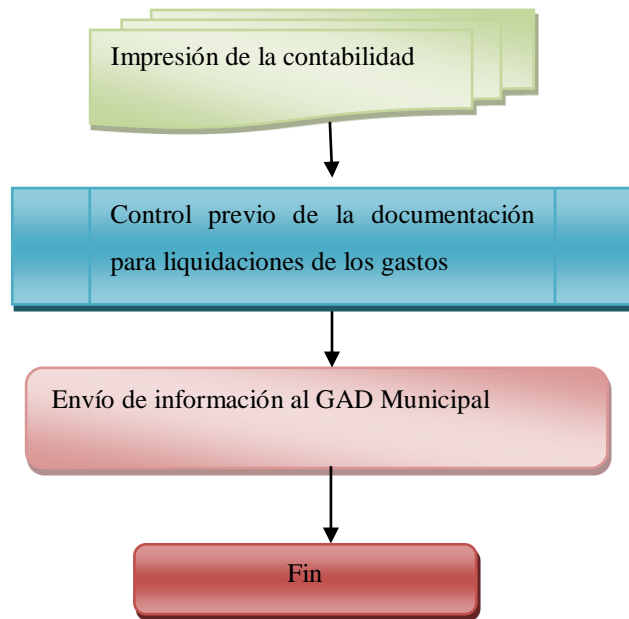 Impresión de la contabilidad
Control previo de la documentación
para liquidaciones de los gastos
Envío de información al GAD Municipal
Fin